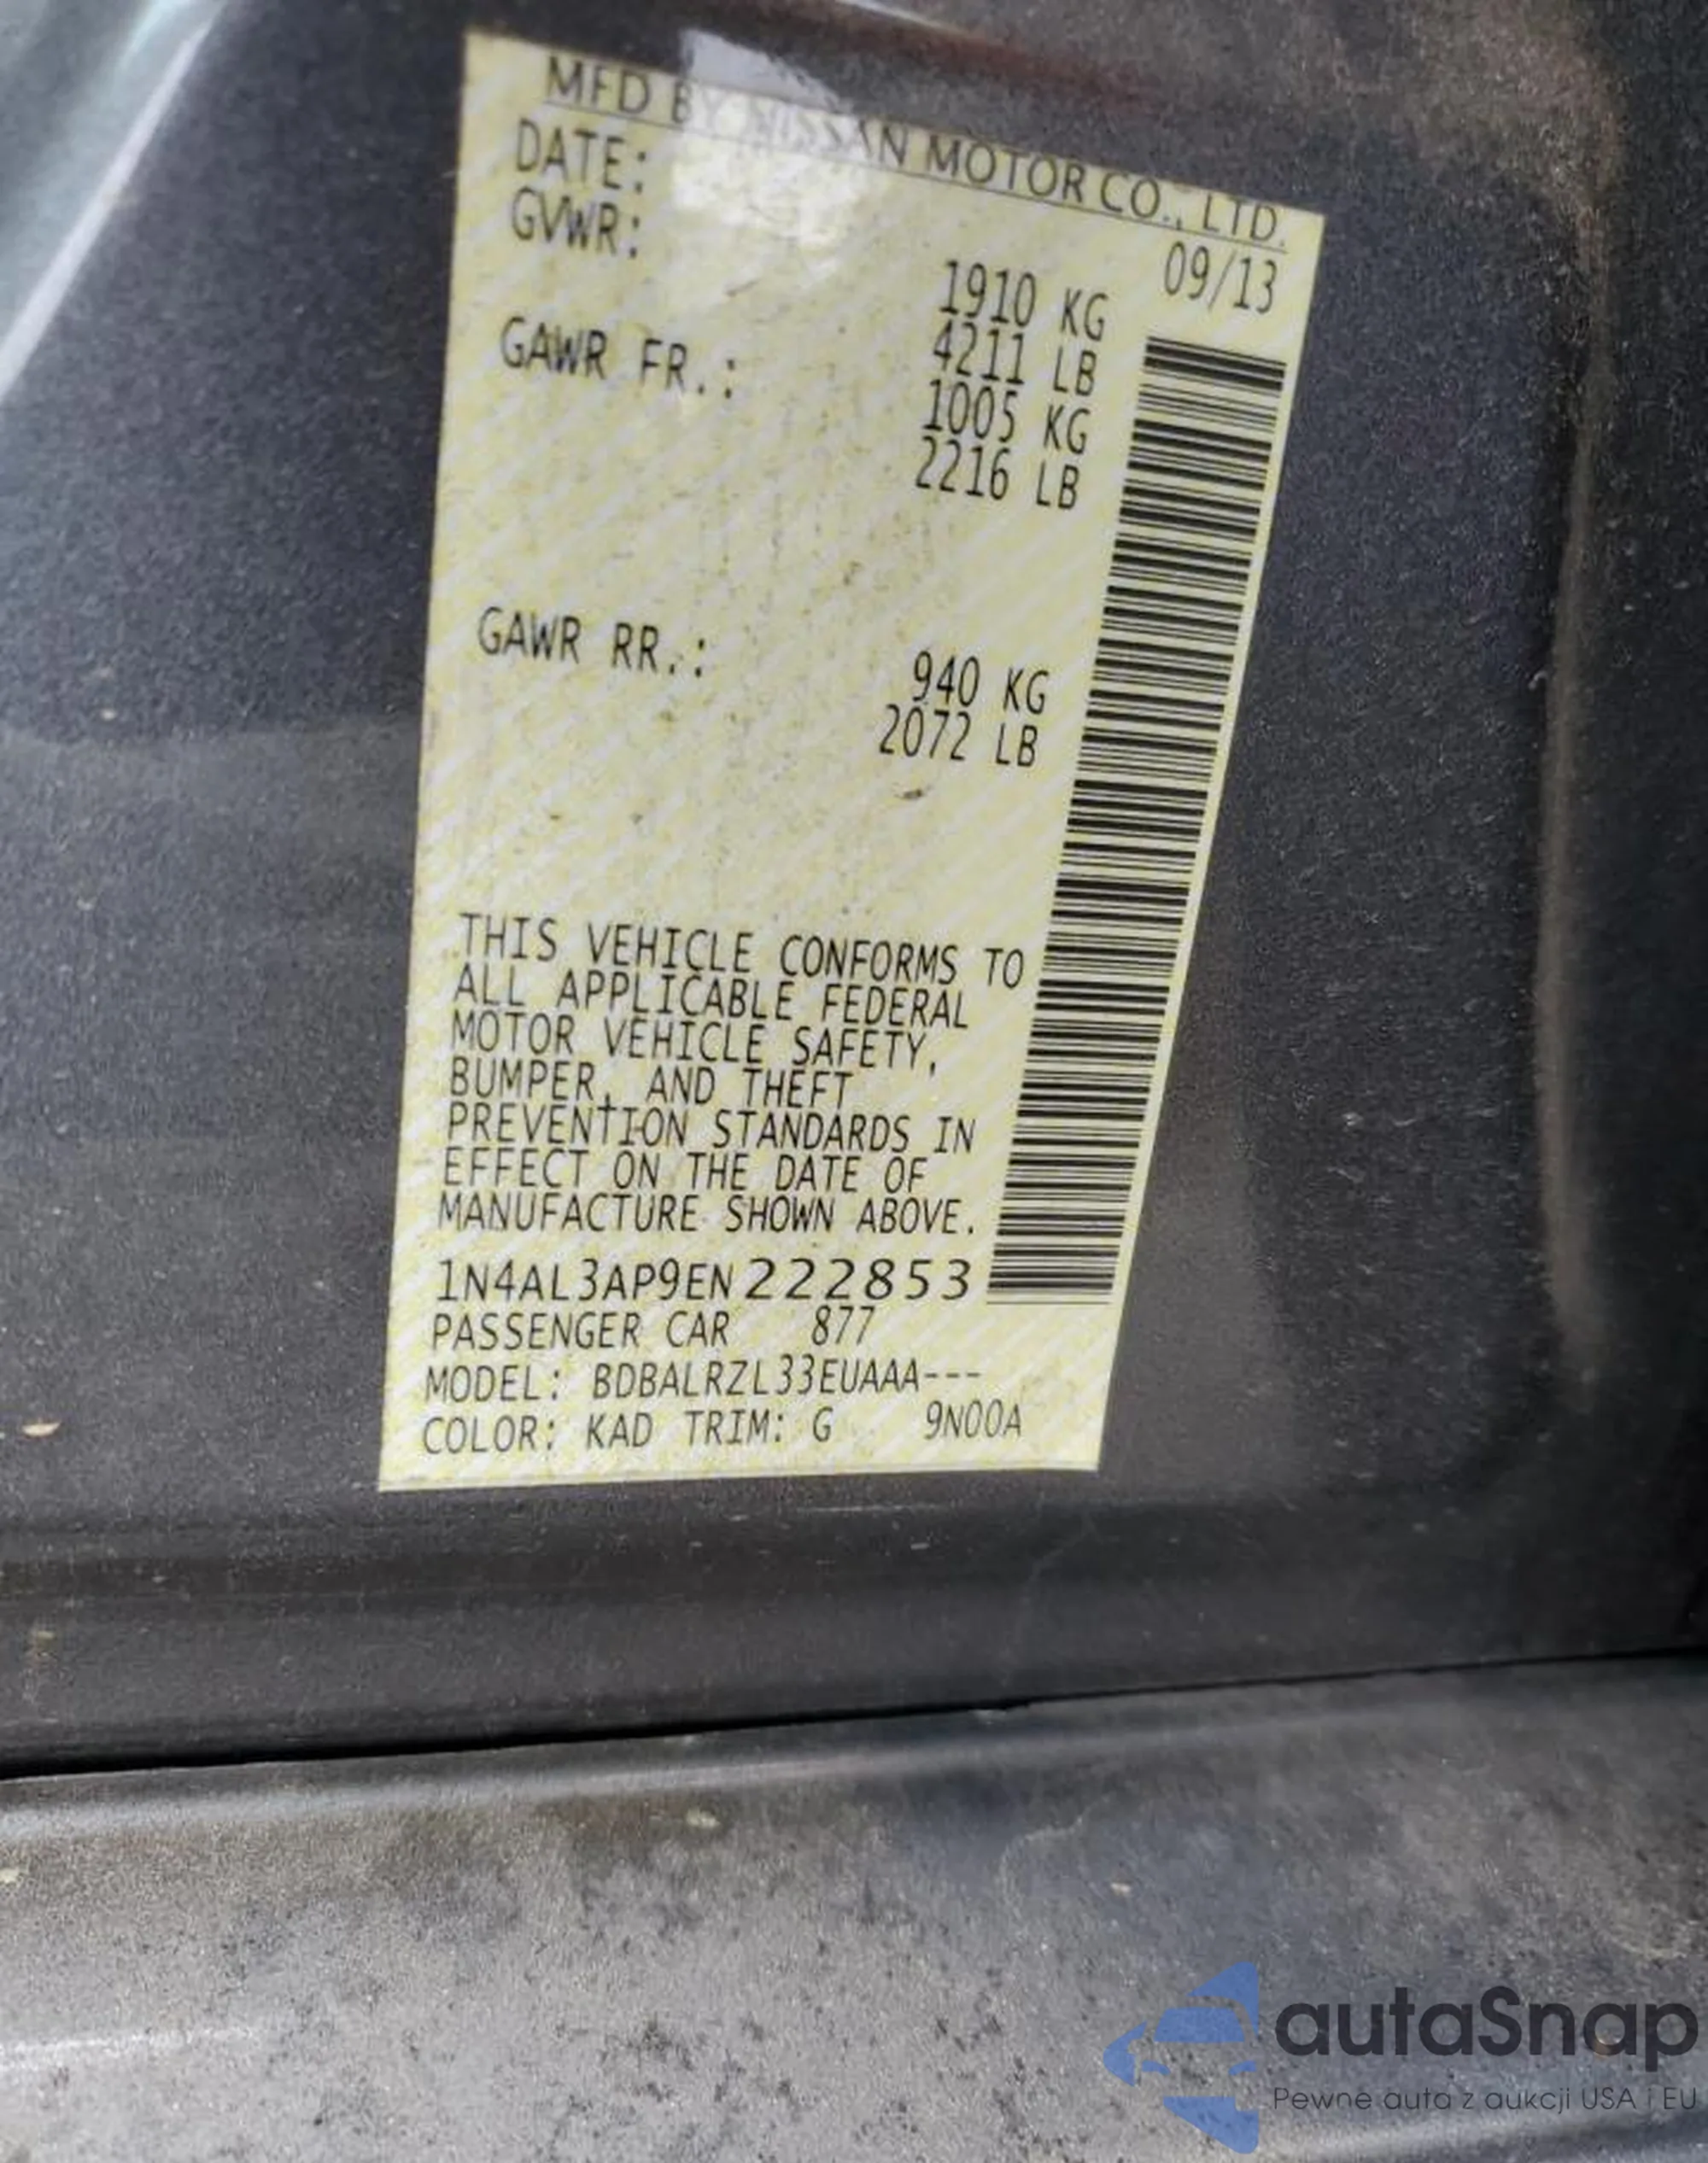 MFD BY NISSAN MOTOR CO., LTD.
DATE: 09/13
GVWR: 1910 KG
4211 LB
GAWR FR.: 1005 KG
2216 LB
GAWR RR.: 940 KG
2072 LB
THIS VEHICLE CONFORMS TO
ALL APPLICABLE FEDERAL
MOTOR VEHICLE SAFETY,
BUMPER, AND THEFT
PREVENTION STANDARDS IN
EFFECT ON THE DATE OF
MANUFACTURE SHOWN ABOVE.
1N4AL3AP9EN222853
PASSENGER CAR 877
MODEL: BDBALRZL33EUAAA---
COLOR: KAD TRIM: G 9N00A
autaSnap
Pewne auta z aukcji USA i EU